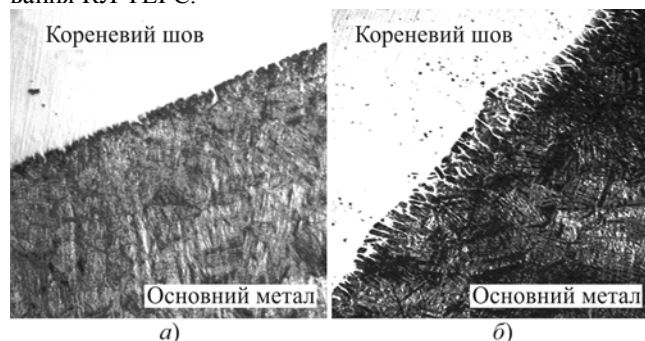 Кореневий шов
Кореневий шов
Основний метал
Основний метал
а)
б)